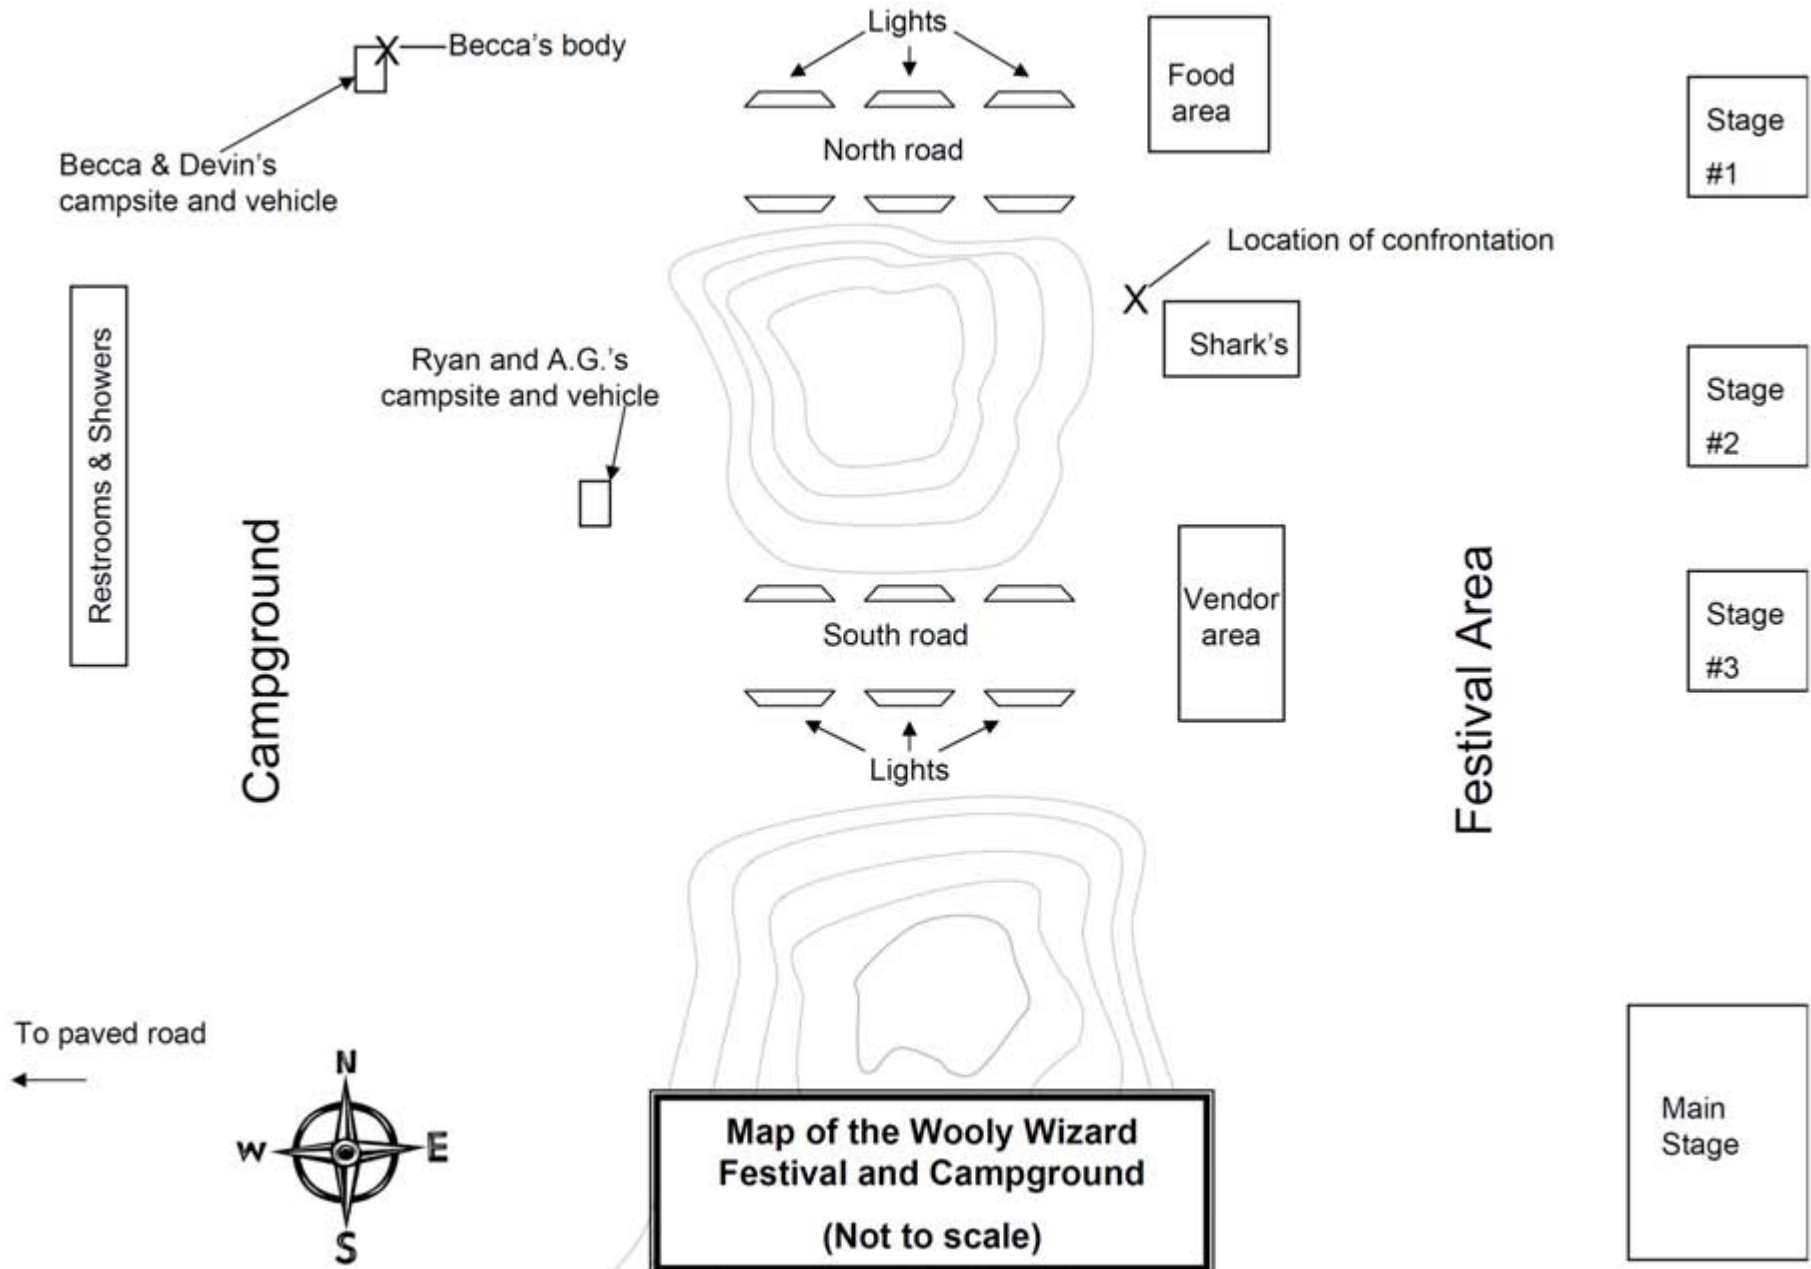 Lights
Becca's body
Food
area
Stage
#1
North road
Becca & Devin's
campsite and vehicle
Location of confrontation
Restrooms & Showers
Ryan and A.G.'s
campsite and vehicle
Shark's
Stage
#2
Campground
Vendor
area
Festival Area
Stage
#3
South road
Lights
To paved road
N
W
E
S
Map of the Wooly Wizard
Festival and Campground
(Not to scale)
Main
Stage